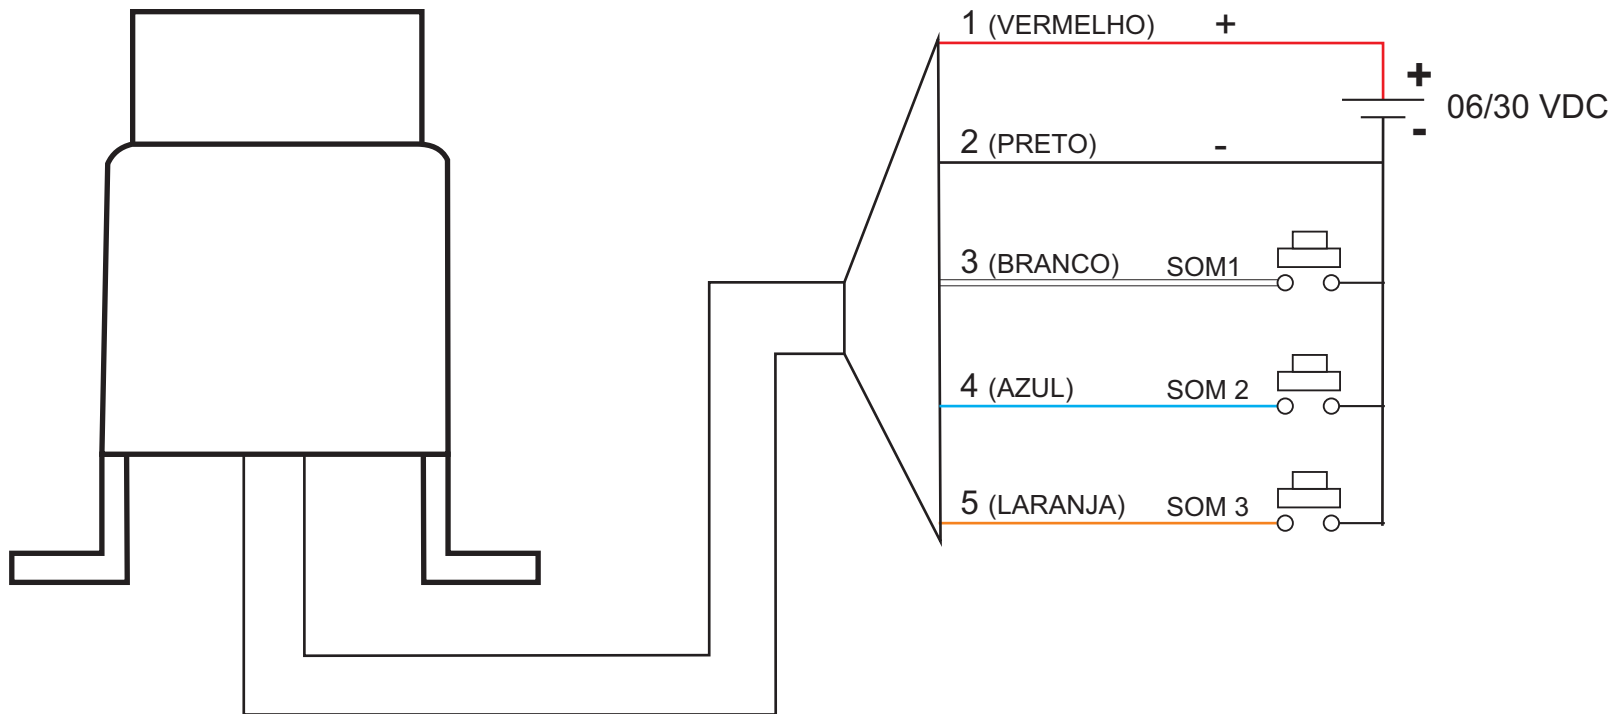 1 (VERMELHO) +
+
06/30 VDC
-
2 (PRETO) -
3 (BRANCO) SOM1
4 (AZUL) SOM 2
5 (LARANJA) SOM 3